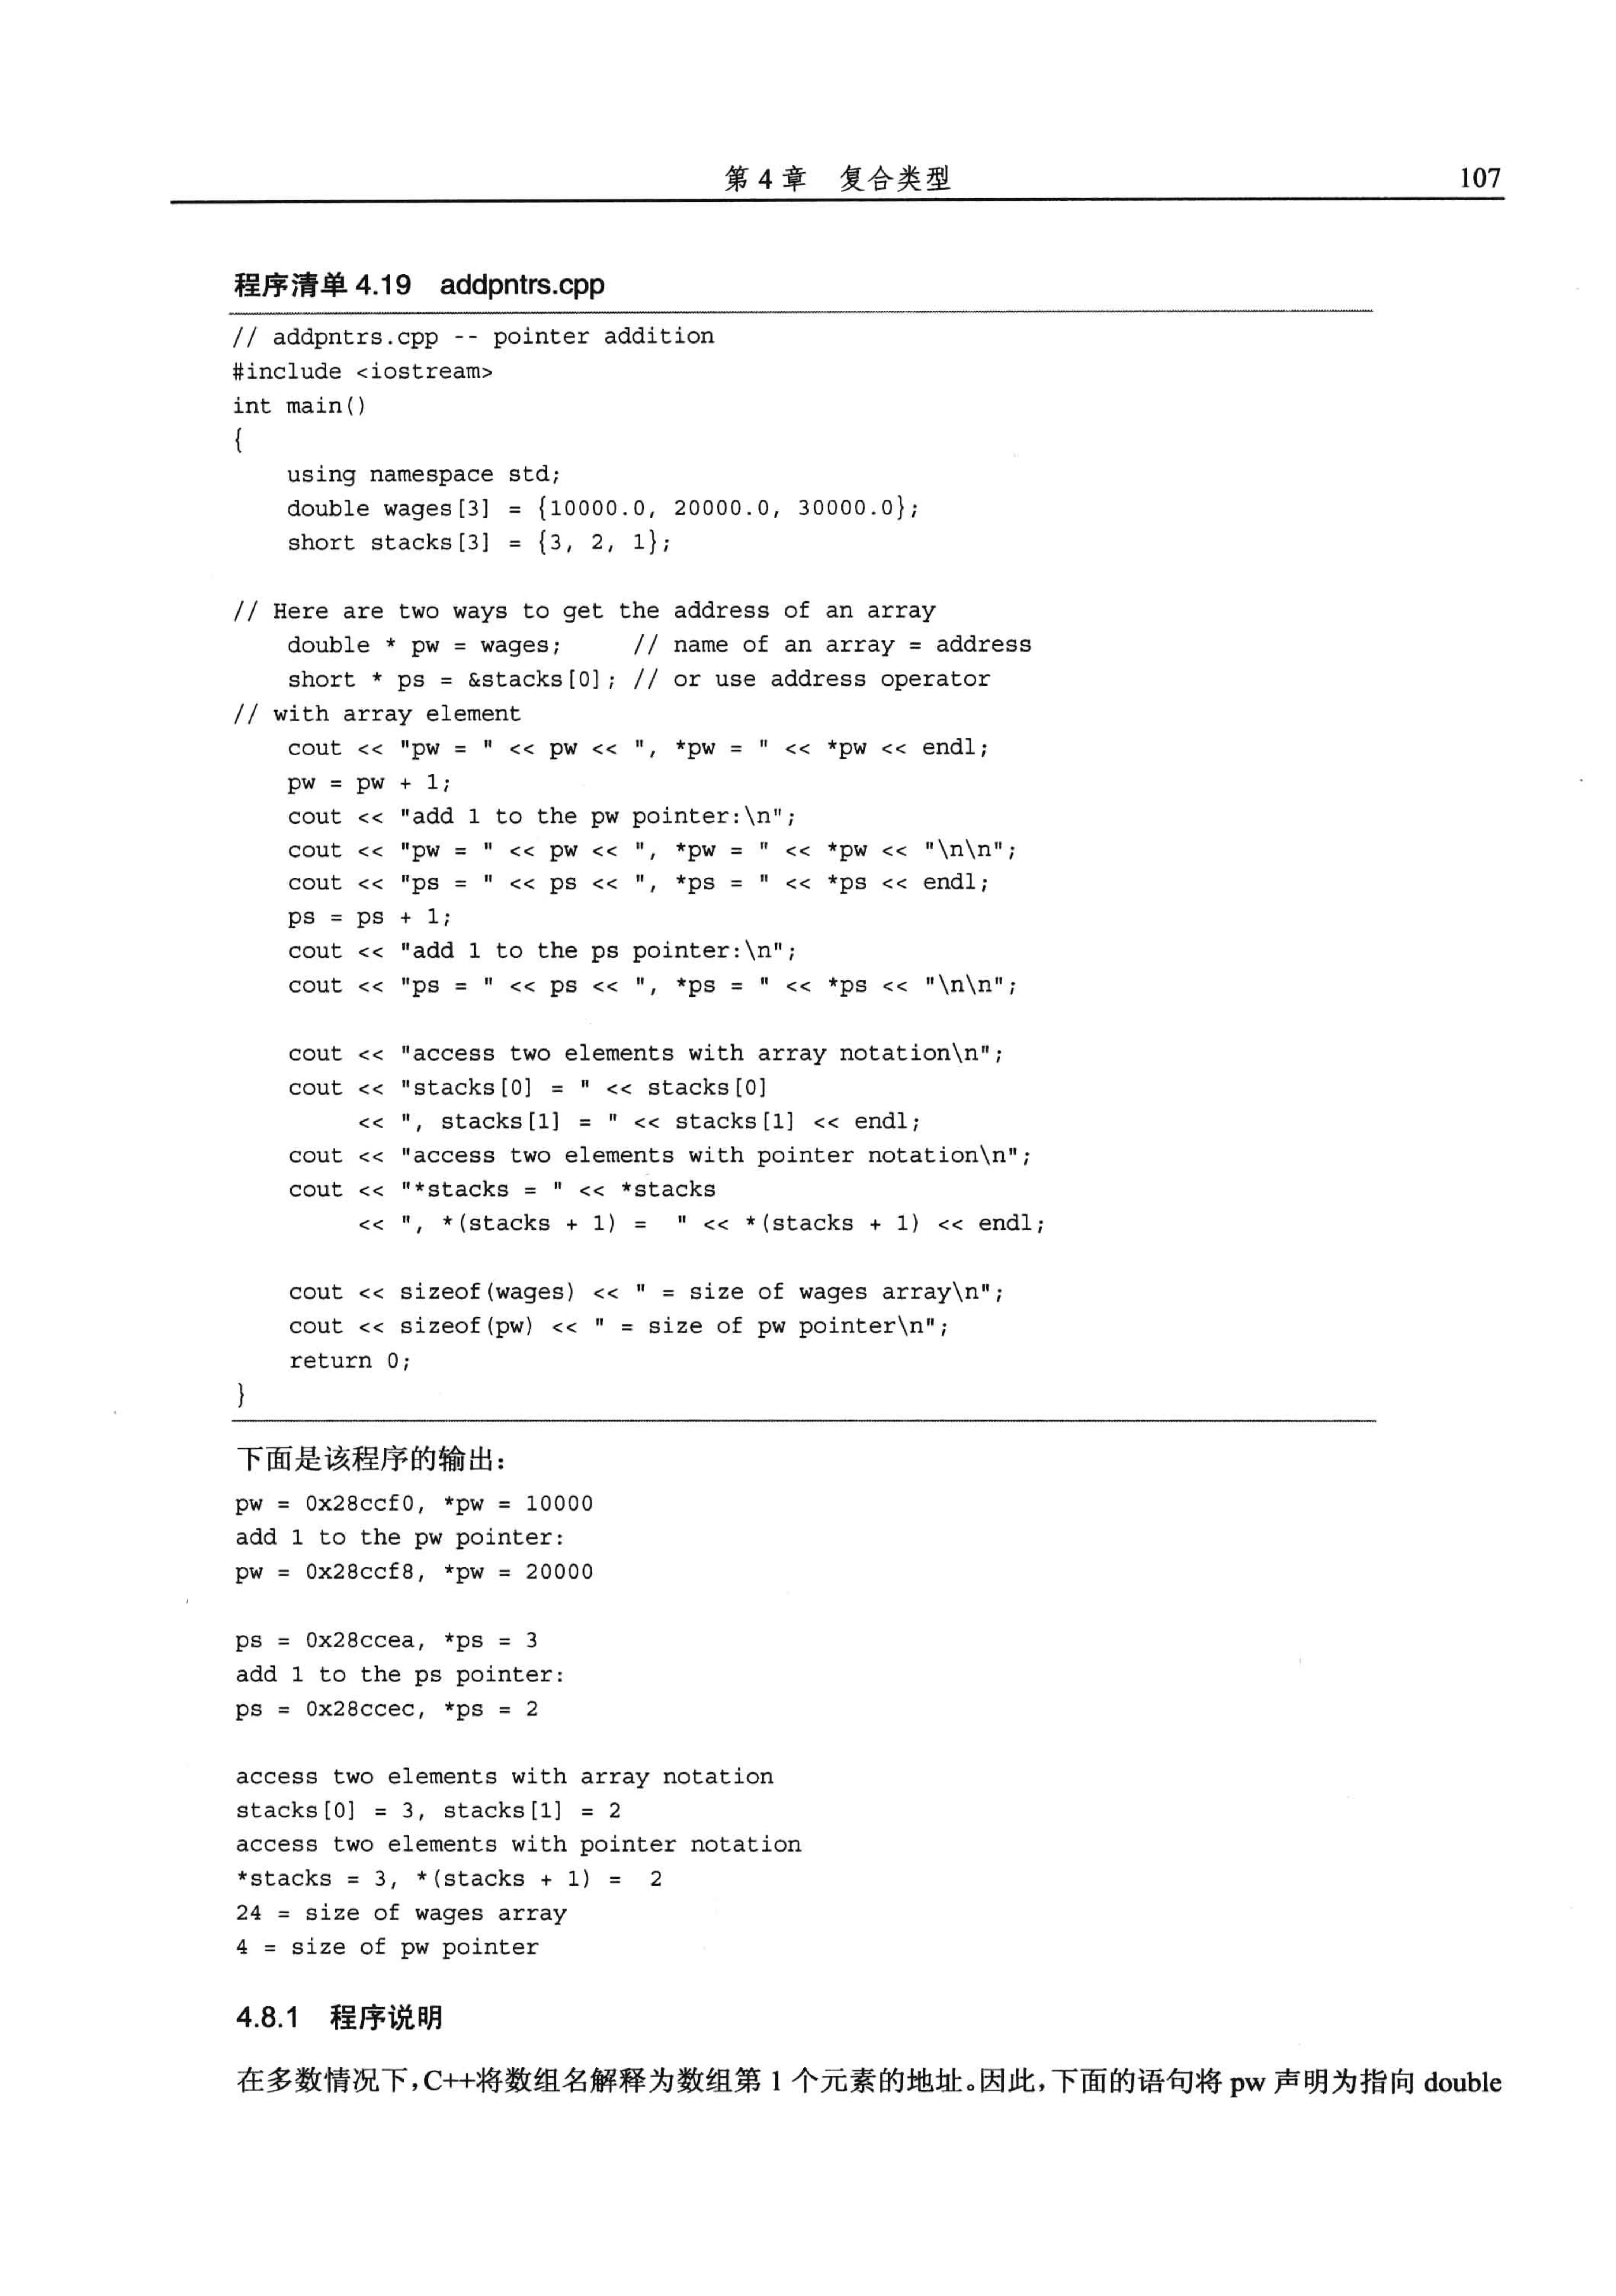 第 4 章 复合类型 107
程序清单 4.19 addpntrs.cpp
// addpntrs.cpp -- pointer addition
#include <iostream>
int main()
{
    using namespace std;
    double wages[3] = {10000.0, 20000.0, 30000.0};
    short stacks[3] = {3, 2, 1};
// Here are two ways to get the address of an array
    double * pw = wages;     // name of an array = address
    short * ps = &stacks[0]; // or use address operator
// with array element
    cout << "pw = " << pw << ", *pw = " << *pw << endl;
    pw = pw + 1;
    cout << "add 1 to the pw pointer:\n";
    cout << "pw = " << pw << ", *pw = " << *pw << "\n\n";
    cout << "ps = " << ps << ", *ps = " << *ps << endl;
    ps = ps + 1;
    cout << "add 1 to the ps pointer:\n";
    cout << "ps = " << ps << ", *ps = " << *ps << "\n\n";
    cout << "access two elements with array notation\n";
    cout << "stacks[0] = " << stacks[0]
         << ", stacks[1] = " << stacks[1] << endl;
    cout << "access two elements with pointer notation\n";
    cout << "*stacks = " << *stacks
         << ", *(stacks + 1) =  " << *(stacks + 1) << endl;
    cout << sizeof(wages) << " = size of wages array\n";
    cout << sizeof(pw) << " = size of pw pointer\n";
    return 0;
}
下面是该程序的输出：
pw = 0x28ccf0, *pw = 10000
add 1 to the pw pointer:
pw = 0x28ccf8, *pw = 20000
ps = 0x28ccea, *ps = 3
add 1 to the ps pointer:
ps = 0x28ccec, *ps = 2
access two elements with array notation
stacks[0] = 3, stacks[1] = 2
access two elements with pointer notation
*stacks = 3, *(stacks + 1) =  2
24 = size of wages array
4 = size of pw pointer
4.8.1 程序说明
在多数情况下，C++将数组名解释为数组第 1 个元素的地址。因此，下面的语句将 pw 声明为指向 double